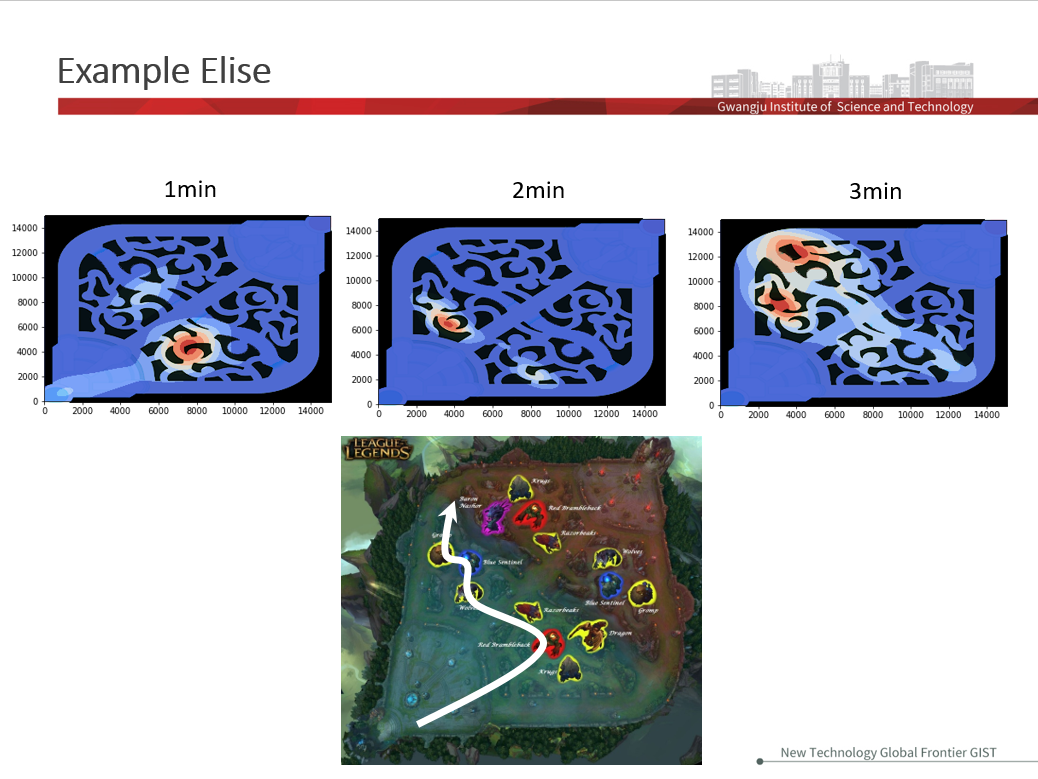 Example Elise
Gwangju Institute of Science and Technology
1min
2min
3min
14000
12000
10000
8000
6000
4000
2000
0
0 2000 4000 6000 8000 10000 12000 14000
14000
12000
10000
8000
6000
4000
2000
0
0 2000 4000 6000 8000 10000 12000 14000
14000
12000
10000
8000
6000
4000
2000
0
0 2000 4000 6000 8000 10000 12000 14000
LEAGUE
LEGENDS
Krugs
Baron
Nashor
Red Brambleback
Razorbeaks
Wolves
Blue Sentinel
Blue Sentinel
Gromp
Razorbeaks
Dragon
Red Brambleback
Krugs
New Technology Global Frontier GIST